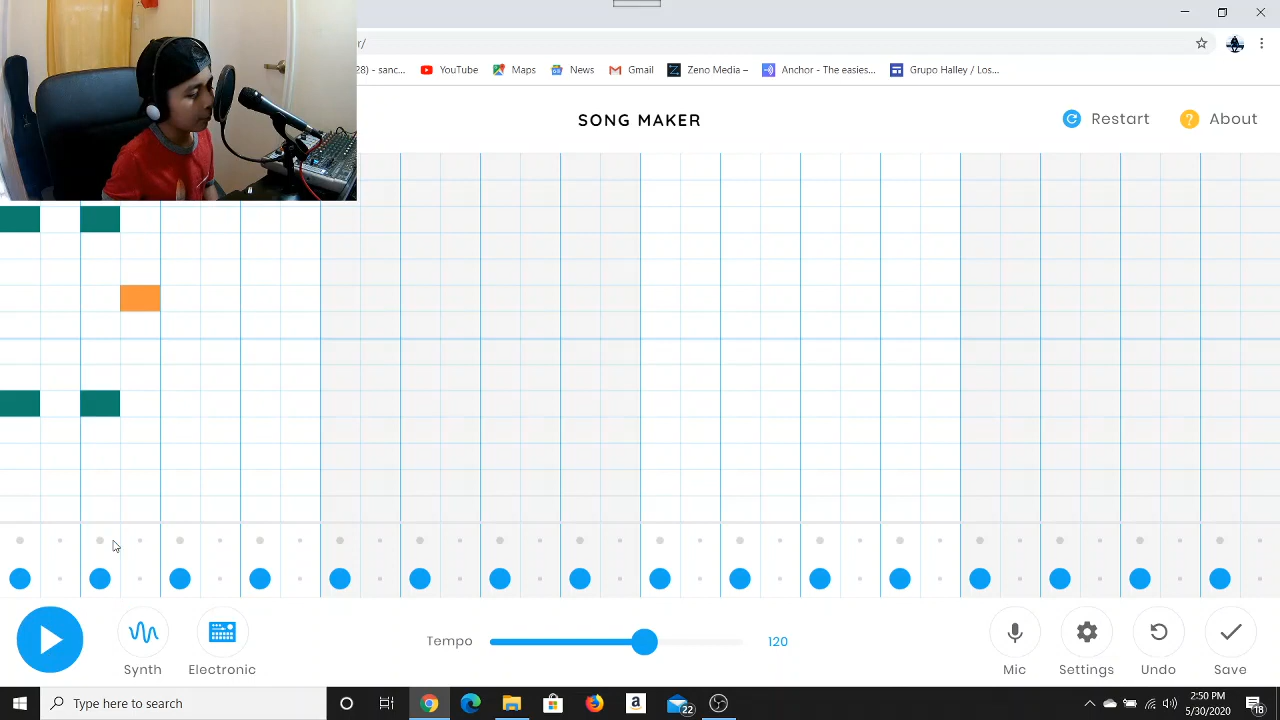 r/
28) - sanc...
YouTube
Maps
News
Gmail
Zeno Media –
Anchor - The easies...
Grupo Halley / Los...
SONG MAKER
Restart
? About
Synth
Electronic
Tempo
120
Mic
Settings
Undo
Save
Type here to search
a
22
2:50 PM
5/30/2020
18